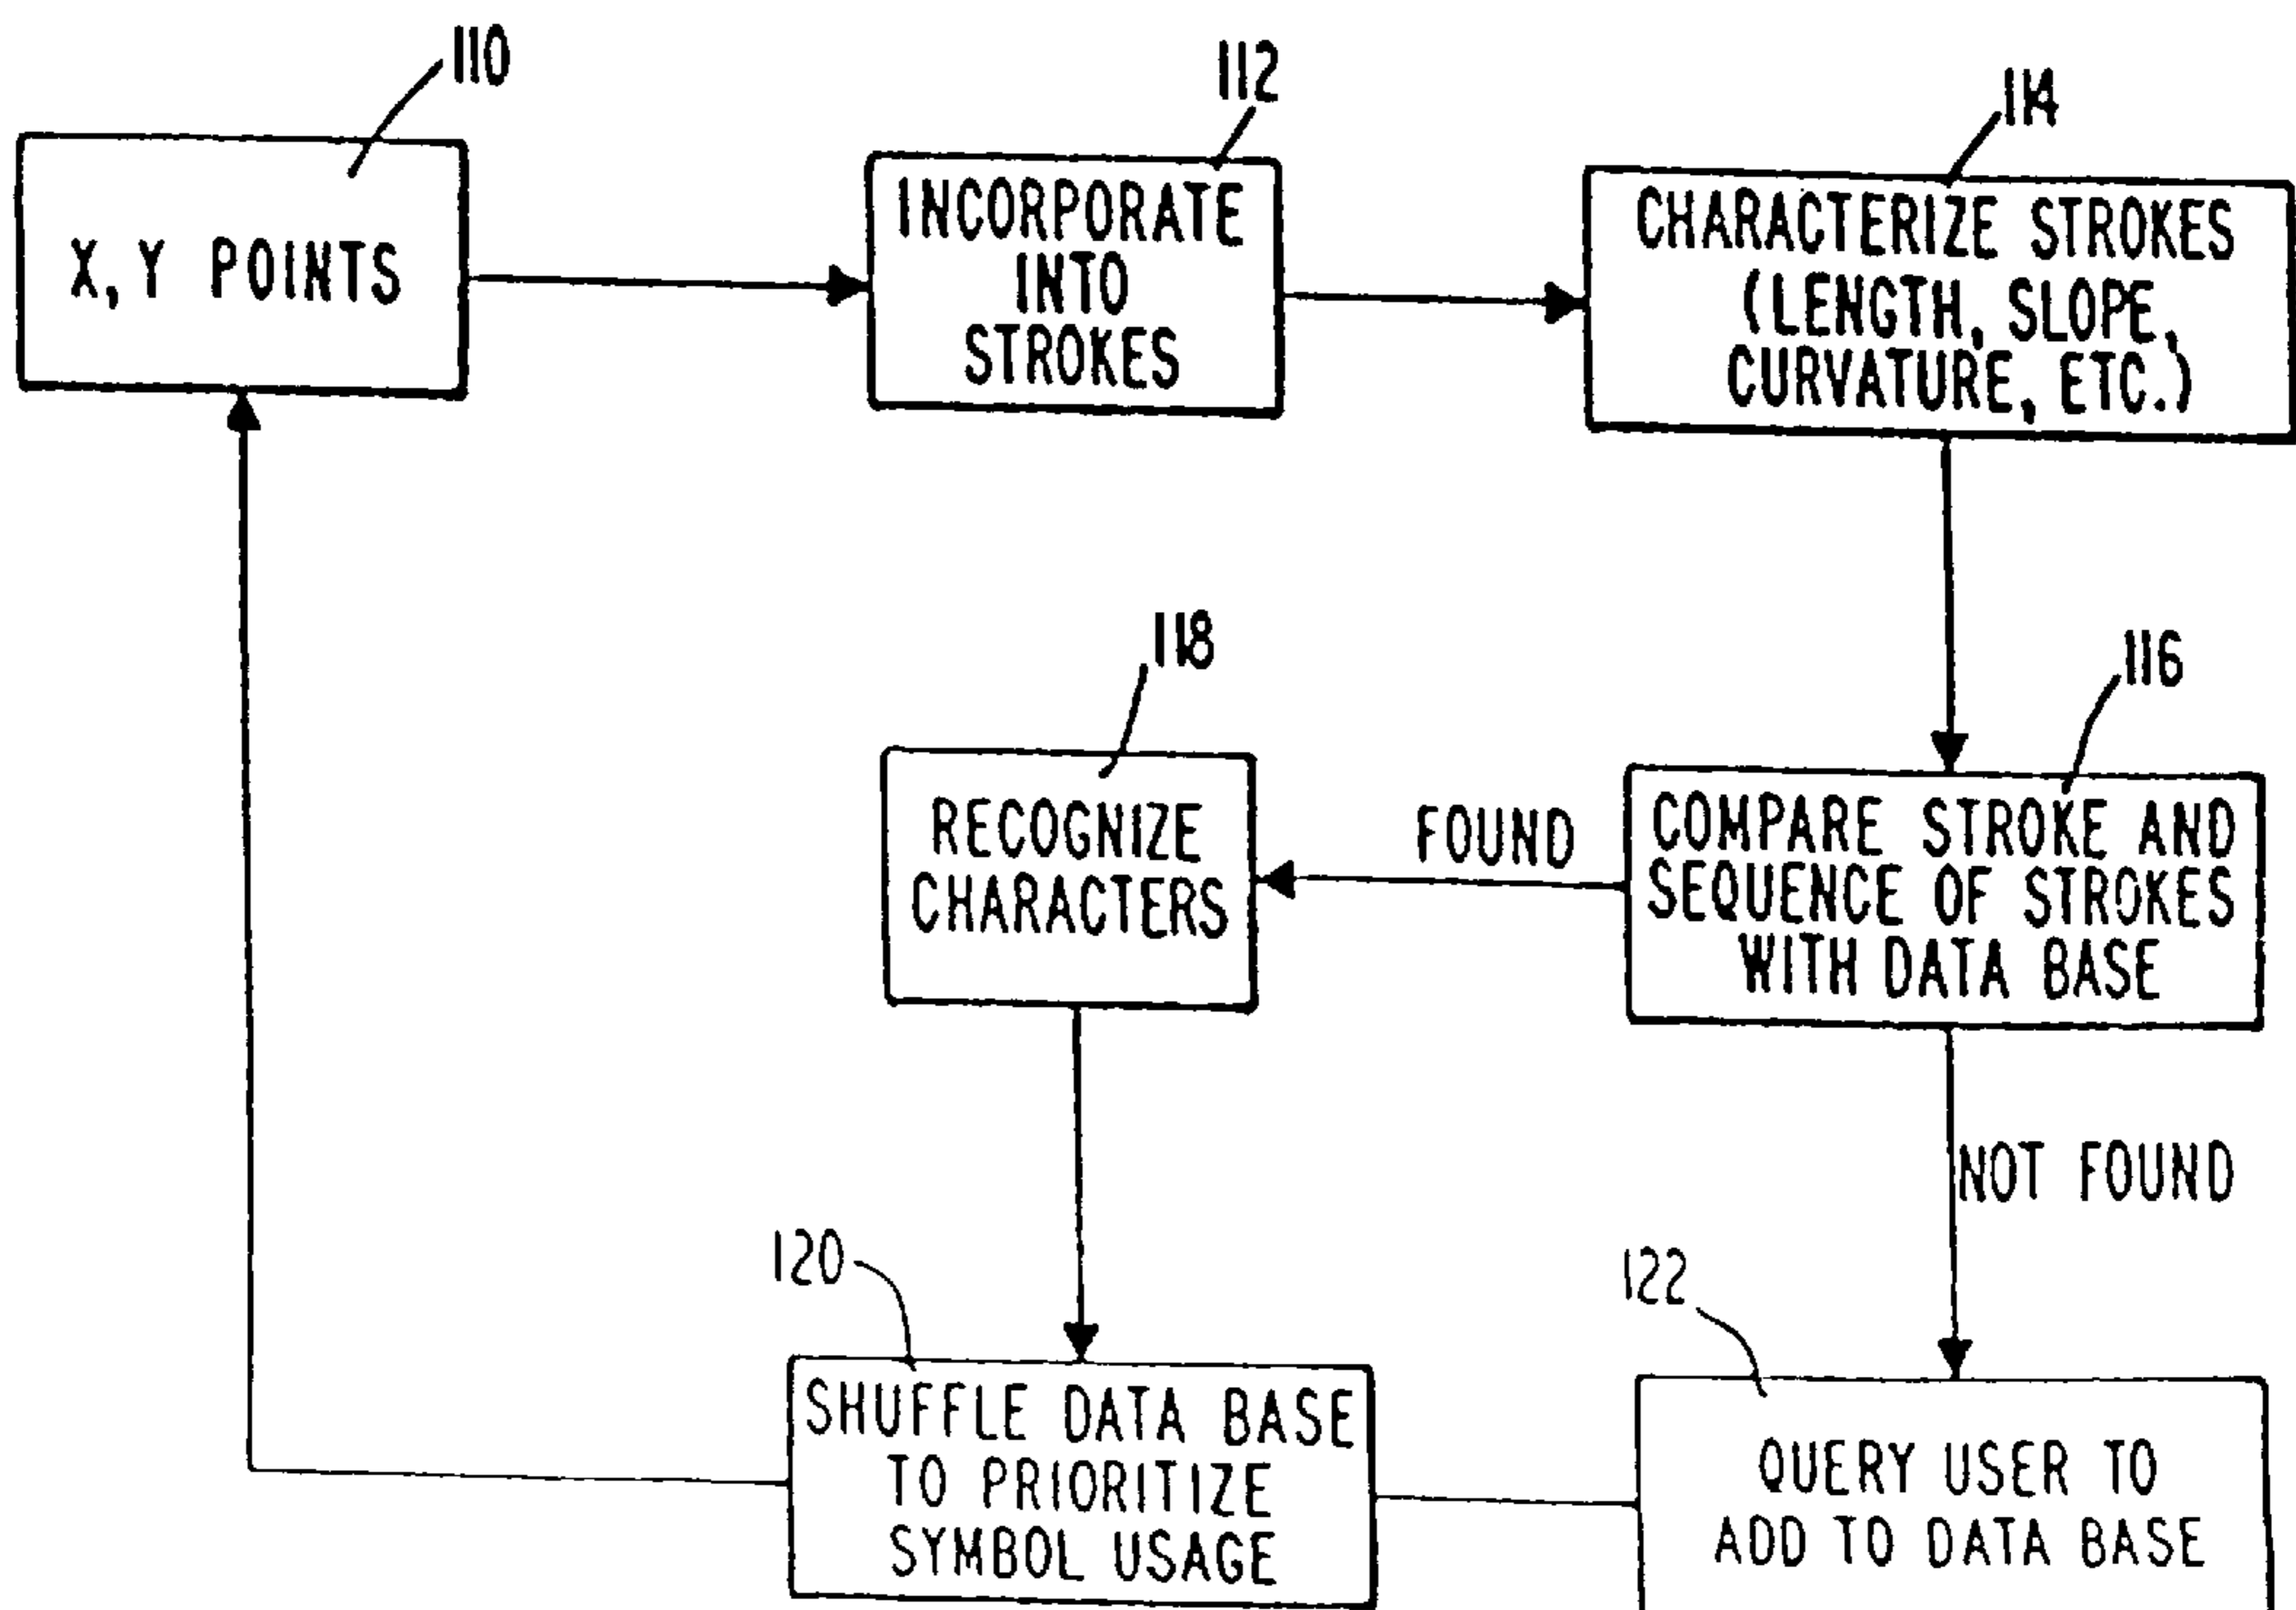 110
X, Y POINTS
112
INCORPORATE
INTO
STROKES
114
CHARACTERIZE STROKES
(LENGTH, SLOPE,
CURVATURE, ETC.)
118
RECOGNIZE
CHARACTERS
FOUND
116
COMPARE STROKE AND
SEQUENCE OF STROKES
WITH DATA BASE
NOT FOUND
120
SHUFFLE DATA BASE
TO PRIORITIZE
SYMBOL USAGE
122
QUERY USER TO
ADD TO DATA BASE